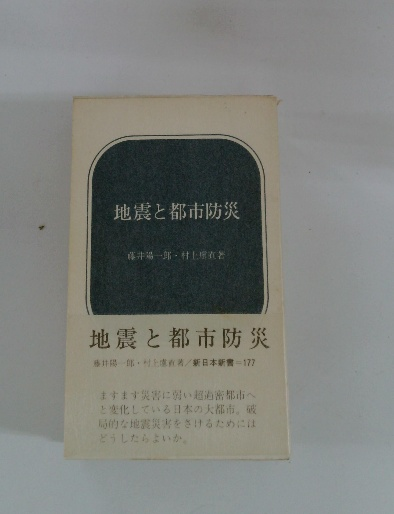 地震と都市防災
藤井陽一郎・村上處直著
地震と都市防災
藤井陽一郎・村上處直著／新日本新書=177
ますます災害に弱い超過密都市へ
と変化している日本の大都市。破
局的な地震災害をさけるためには
どうしたらよいか。